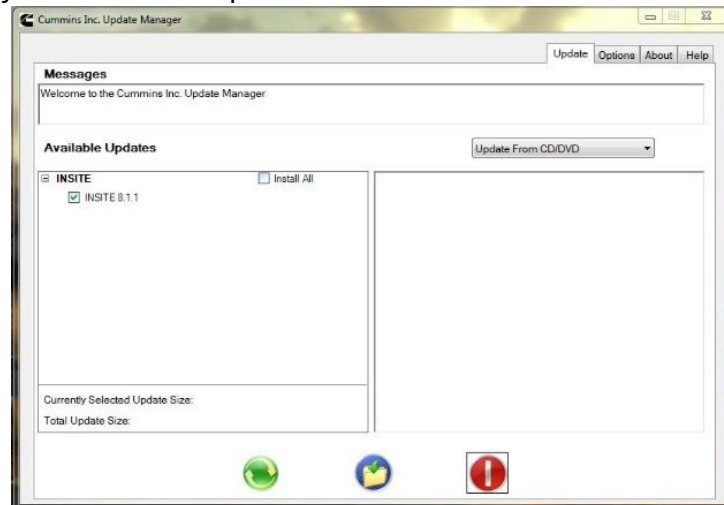 Cummins Inc. Update Manager
Update Options About Help
Messages
Welcome to the Cummins Inc. Update Manager
Available Updates
Update From CD/DVD
INSITE
Install All
INSITE 8.1.1
Currently Selected Update Size:
Total Update Size: